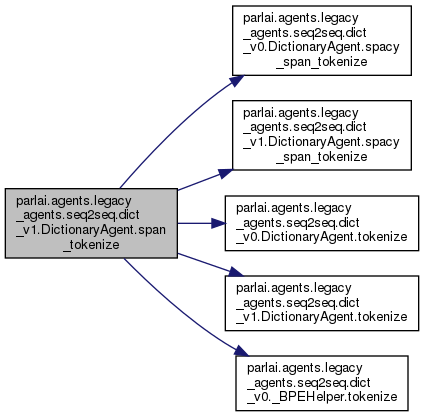 parlai.agents.legacy
_agents.seq2seq.dict
_v1.DictionaryAgent.span
_tokenize
parlai.agents.legacy
_agents.seq2seq.dict
_v0.DictionaryAgent.spacy
_span_tokenize
parlai.agents.legacy
_agents.seq2seq.dict
_v1.DictionaryAgent.spacy
_span_tokenize
parlai.agents.legacy
_agents.seq2seq.dict
_v0.DictionaryAgent.tokenize
parlai.agents.legacy
_agents.seq2seq.dict
_v1.DictionaryAgent.tokenize
parlai.agents.legacy
_agents.seq2seq.dict
_v0._BPEHelper.tokenize